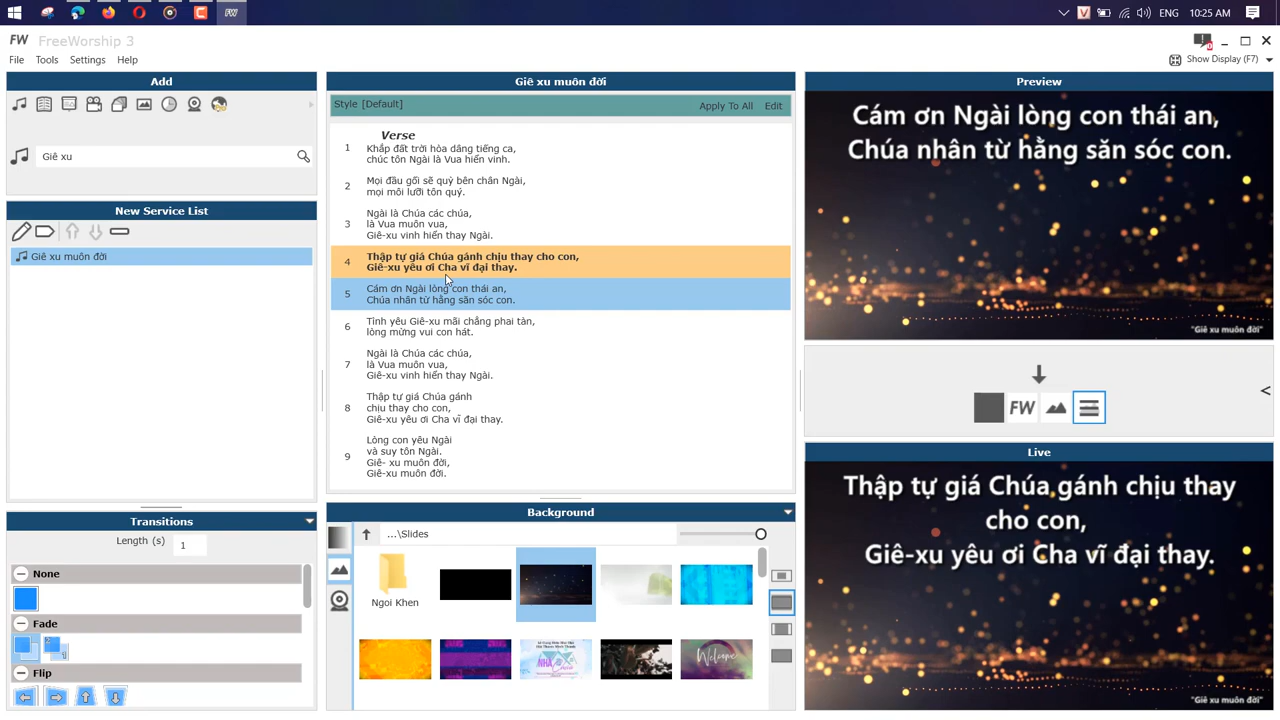 ENG
10:25 AM
FW FreeWorship 3
File Tools Settings Help
Show Display (F7)
Add
Giê xu
New Service List
Giê xu muôn đời
Transitions
Length (s) 1
None
Fade
Flip
Giê xu muôn đời
Style [Default] Apply To All Edit
Verse
1 Khắp đất trời hòa dâng tiếng ca,
chúc tôn Ngài là Vua hiển vinh.
2 Mọi đầu gối sẽ quỳ bên chân Ngài,
mọi môi lưỡi tôn quý.
3 Ngài là Chúa các chúa,
là Vua muôn vua,
Giê-xu vinh hiển thay Ngài.
4 Thập tự giá Chúa gánh chịu thay cho con,
Giê-xu yêu ơi Cha vĩ đại thay.
5 Cám ơn Ngài lòng con thái an,
Chúa nhân từ hằng săn sóc con.
6 Tình yêu Giê-xu mãi chẳng phai tàn,
lòng mừng vui con hát.
7 Ngài là Chúa các chúa,
là Vua muôn vua,
Giê-xu vinh hiển thay Ngài.
8 Thập tự giá Chúa gánh
chịu thay cho con,
Giê-xu yêu ơi Cha vĩ đại thay.
9 Lòng con yêu Ngài
và suy tôn Ngài.
Giê- xu muôn đời,
Giê-xu muôn đời.
Background
...\Slides
Ngoi Khen
Welcome
Preview
Cám ơn Ngài lòng con thái an,
Chúa nhân từ hằng săn sóc con.
"Giê xu muôn đời"
FW
Live
Thập tự giá Chúa gánh chịu thay
cho con,
Giê-xu yêu ơi Cha vĩ đại thay.
"Giê xu muôn đời"